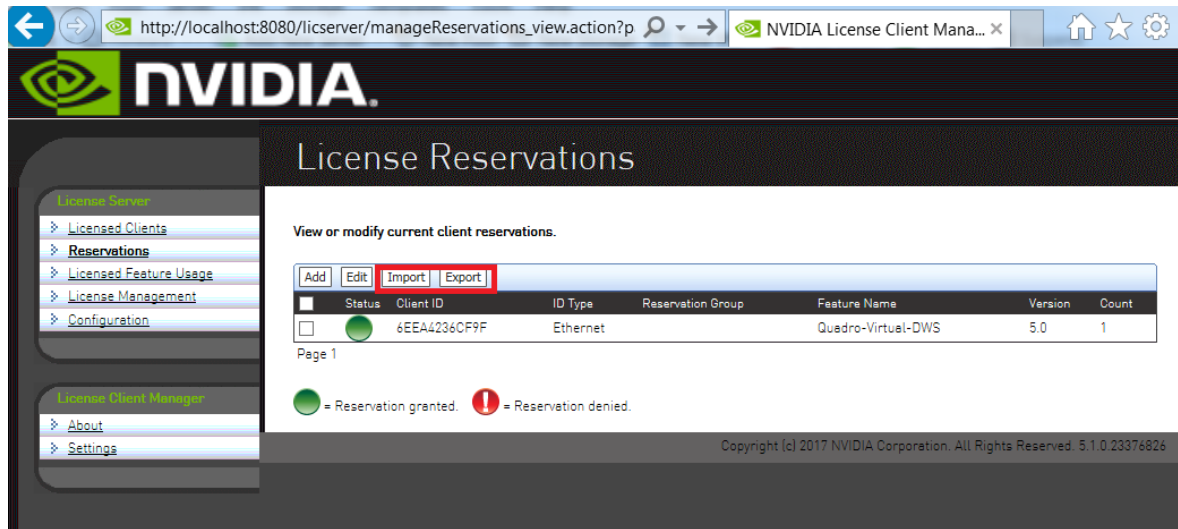 http://localhost:8080/licserver/manageReservations_view.action?p
NVIDIA License Client Mana...
NVIDIA.
License Reservations
License Server
Licensed Clients
Reservations
Licensed Feature Usage
License Management
Configuration
View or modify current client reservations.
Add Edit Import Export
Status Client ID ID Type Reservation Group Feature Name Version Count
6EEA4236CF9F Ethernet Quadro-Virtual-DWS 5.0 1
Page 1
= Reservation granted. = Reservation denied.
License Client Manager
About
Settings
Copyright (c) 2017 NVIDIA Corporation. All Rights Reserved. 5.1.0.23376826